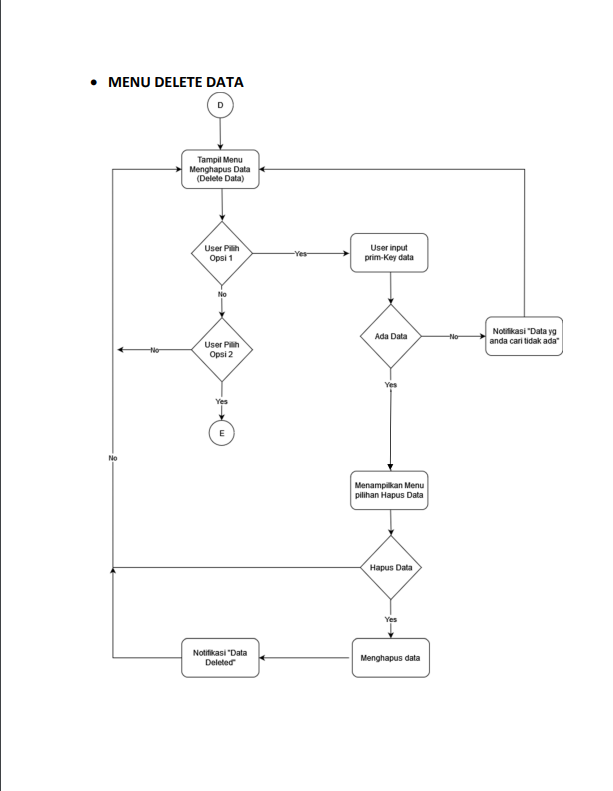 • MENU DELETE DATA
D
Tampil Menu
Menghapus Data
(Delete Data)
User Pilih
Opsi 1
Yes
User input
prim-Key data
No
User Pilih
Opsi 2
No
Yes
E
Ada Data
No
Notifikasi "Data yg
anda cari tidak ada"
Yes
No
Menampilkan Menu
pilihan Hapus Data
Hapus Data
Yes
Menghapus data
Notifikasi "Data
Deleted"